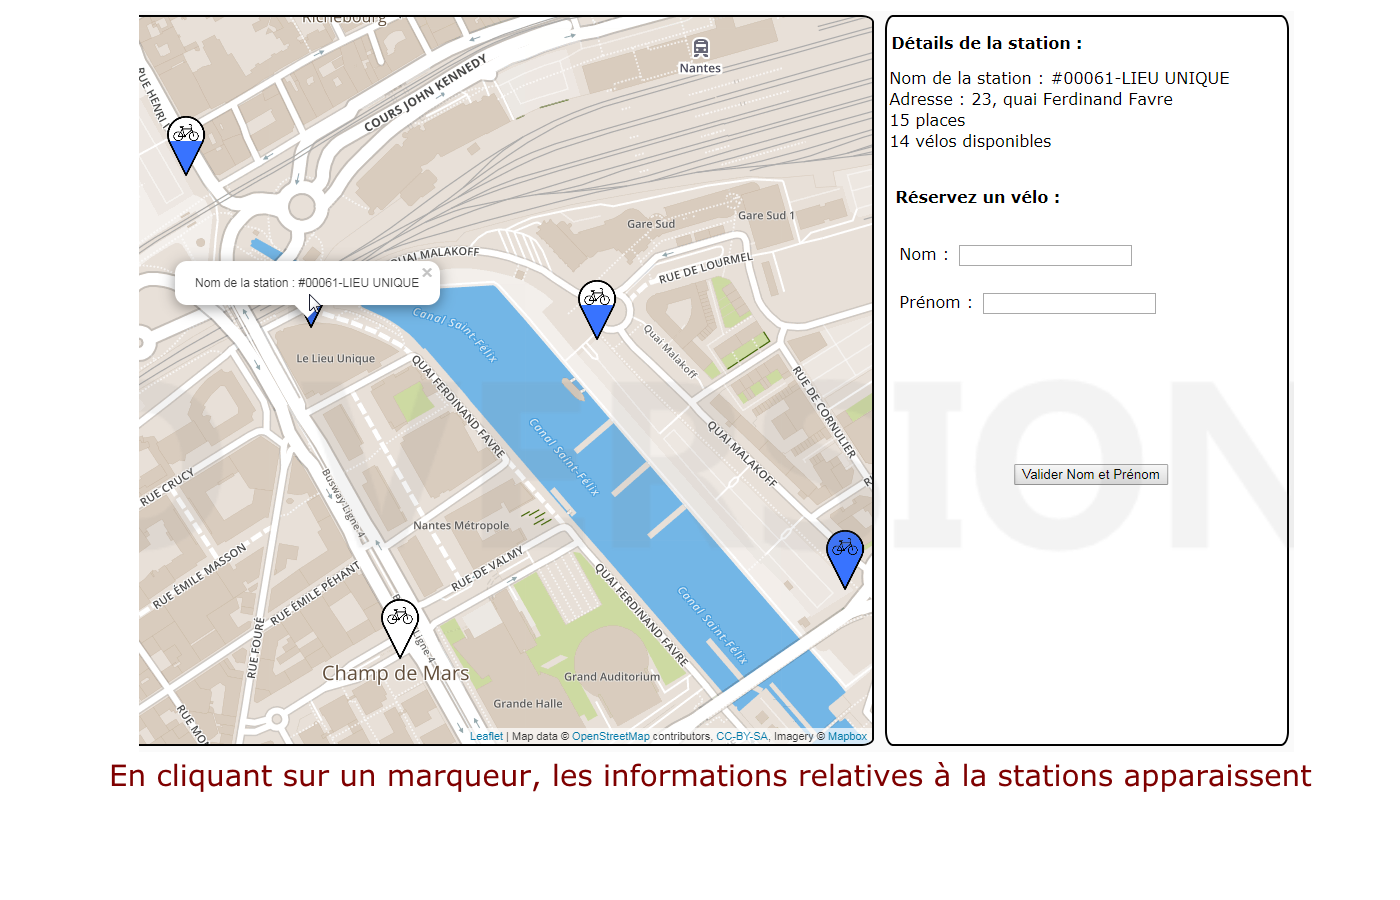 Richebourg
Nantes
RUE HENRI
COURS JOHN KENNEDY
Gare Sud
Gare Sud 1
QUAI MALAKOFF
RUE DE LOURMEL
Nom de la station : #00061-LIEU UNIQUE
×
Canal Saint-Félix
Quai Malakoff
Le Lieu Unique
QUAI FERDINAND FAVRE
RUE DE CORNULIER
Canal Saint-Félix
QUAI MALAKOFF
RUE CRUCY
Busway-Ligne 4
Nantes Métropole
RUE ÉMILE MASSON
RUE ÉMILE PÉHANT
RUE DE VALMY
QUAI FERDINAND FAVRE
Canal Saint-Félix
RUE FOURÉ
Ligne 4
Champ de Mars
Grand Auditorium
Grande Halle
RUE MON
Leaflet | Map data © OpenStreetMap contributors, CC-BY-SA, Imagery © Mapbox
Détails de la station :
Nom de la station : #00061-LIEU UNIQUE
Adresse : 23, quai Ferdinand Favre
15 places
14 vélos disponibles
Réservez un vélo :
Nom :
Prénom :
Valider Nom et Prénom
En cliquant sur un marqueur, les informations relatives à la stations apparaissent